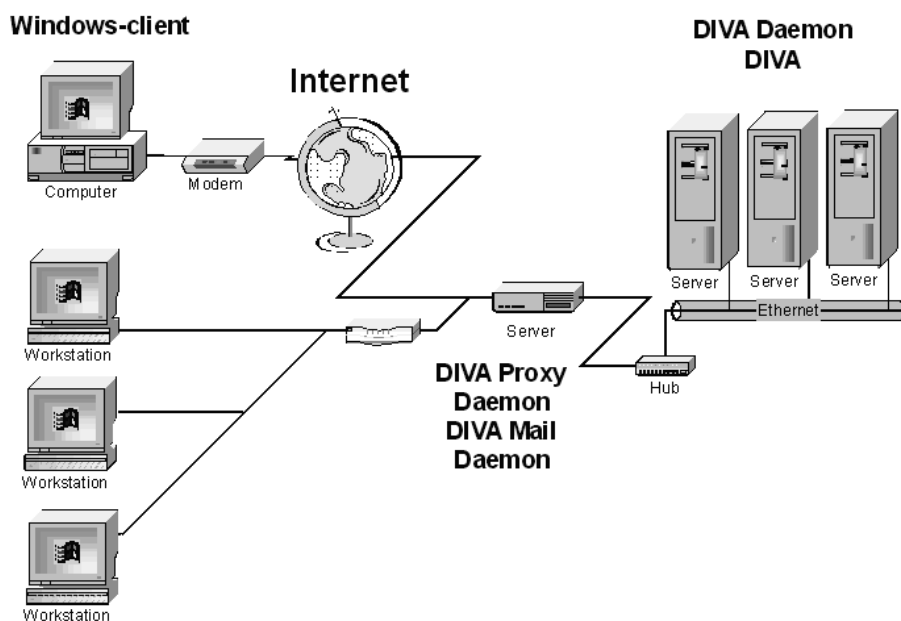 Windows-client
DIVA Daemon
DIVA
Internet
Computer
Modem
Server
Server
Server
Ethernet
Workstation
Server
Hub
DIVA Proxy
Daemon
DIVA Mail
Daemon
Workstation
Workstation